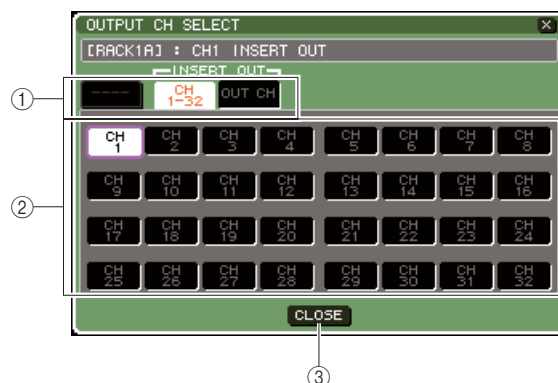 OUTPUT CH SELECT
[RACK1A] : CH1 INSERT OUT
INSERT OUT
① ---- CH 1-32 OUT CH
② CH 1 CH 2 CH 3 CH 4 CH 5 CH 6 CH 7 CH 8
CH 9 CH 10 CH 11 CH 12 CH 13 CH 14 CH 15 CH 16
CH 17 CH 18 CH 19 CH 20 CH 21 CH 22 CH 23 CH 24
CH 25 CH 26 CH 27 CH 28 CH 29 CH 30 CH 31 CH 32
CLOSE
③